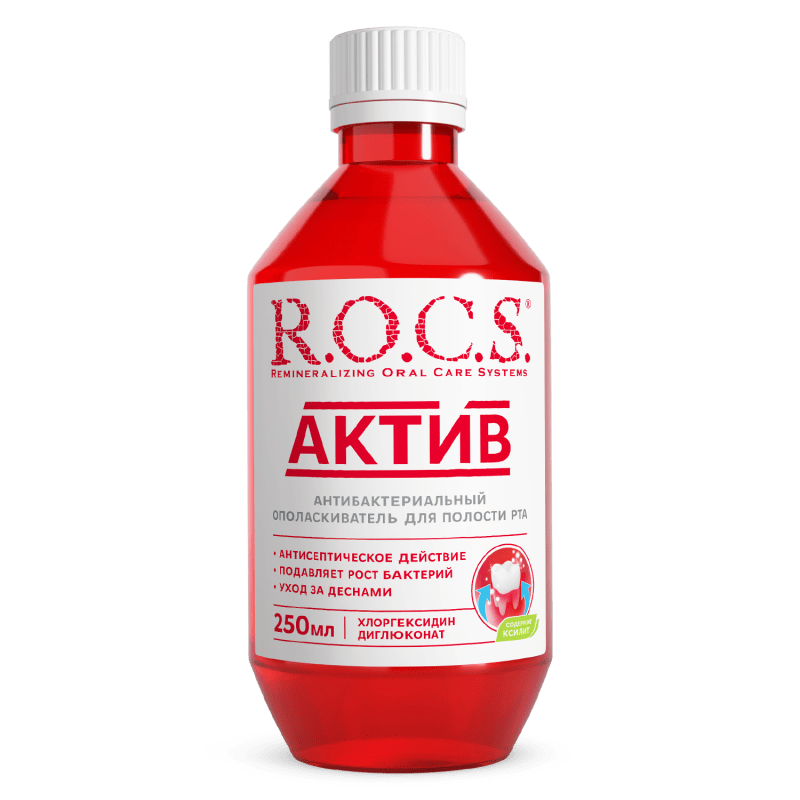 R.O.C.S.®
REMINERALIZING ORAL CARE SYSTEMS
АКТИВ
АНТИБАКТЕРИАЛЬНЫЙ
ОПОЛАСКИВАТЕЛЬ ДЛЯ ПОЛОСТИ РТА
• АНТИСЕПТИЧЕСКОЕ ДЕЙСТВИЕ
• ПОДАВЛЯЕТ РОСТ БАКТЕРИЙ
• УХОД ЗА ДЕСНАМИ
250МЛ
ХЛОРГЕКСИДИН
ДИГЛЮКОНАТ
СОДЕРЖИТ
КСИЛИТ